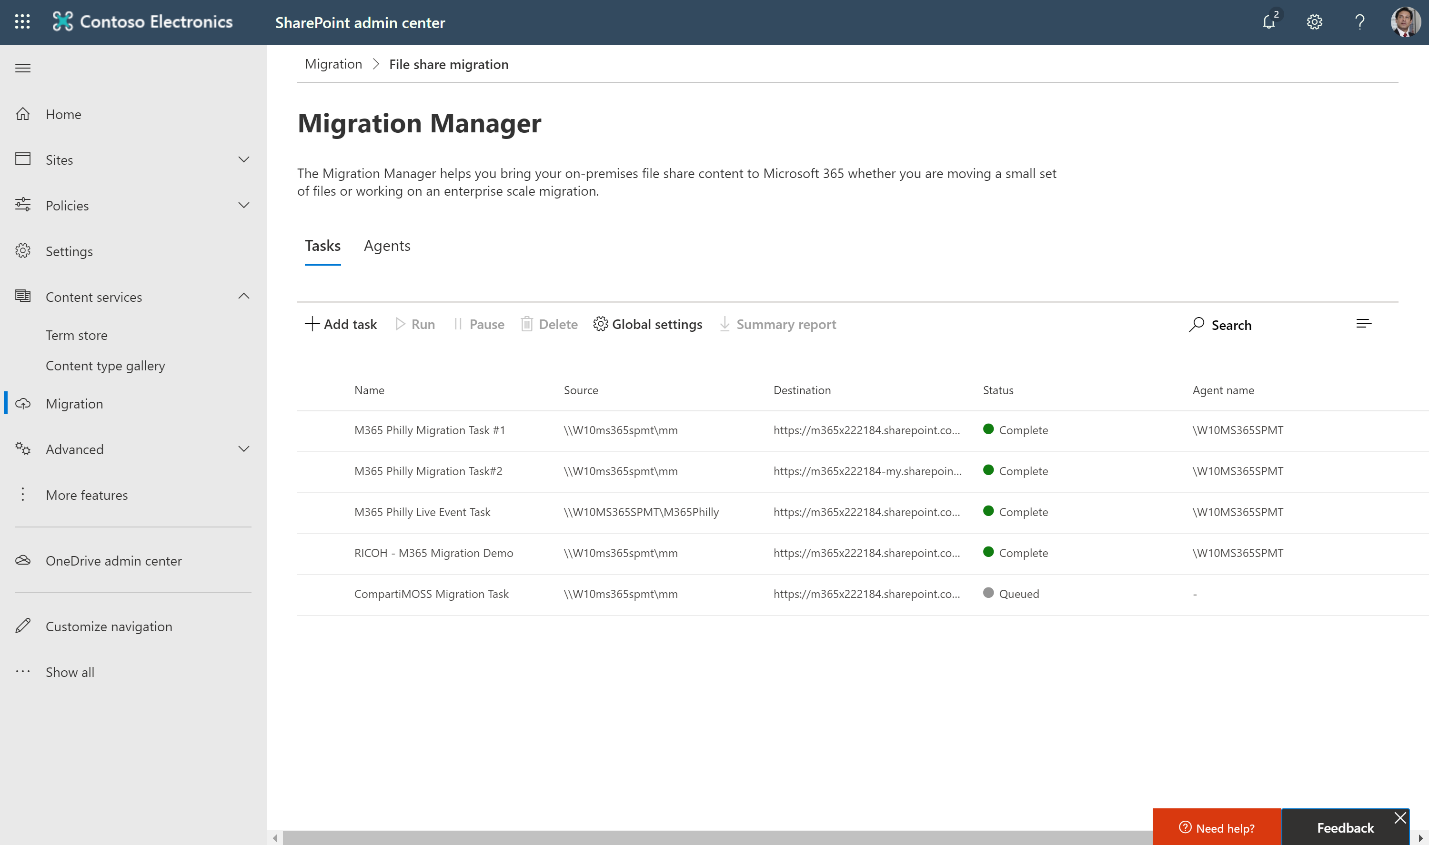 Contoso Electronics
SharePoint admin center
2
Migration > File share migration
Home
Sites
Policies
Settings
Content services
Term store
Content type gallery
Migration
Advanced
More features
OneDrive admin center
Customize navigation
Show all
Migration Manager
The Migration Manager helps you bring your on-premises file share content to Microsoft 365 whether you are moving a small set
of files or working on an enterprise scale migration.
Tasks Agents
Add task Run Pause Delete Global settings Summary report Search
Name Source Destination Status Agent name
M365 Philly Migration Task #1 \\W10ms365spmt\mm https://m365x222184.sharepoint.co... Complete \W10MS365SPMT
M365 Philly Migration Task#2 \\W10ms365spmt\mm https://m365x222184-my.sharepoin... Complete \W10MS365SPMT
M365 Philly Live Event Task \\W10MS365SPMT\M365Philly https://m365x222184.sharepoint.co... Complete \W10MS365SPMT
RICOH - M365 Migration Demo \\W10ms365spmt\mm https://m365x222184.sharepoint.co... Complete \W10MS365SPMT
CompartiMOSS Migration Task \\W10ms365spmt\mm https://m365x222184.sharepoint.co... Queued -
Need help? Feedback